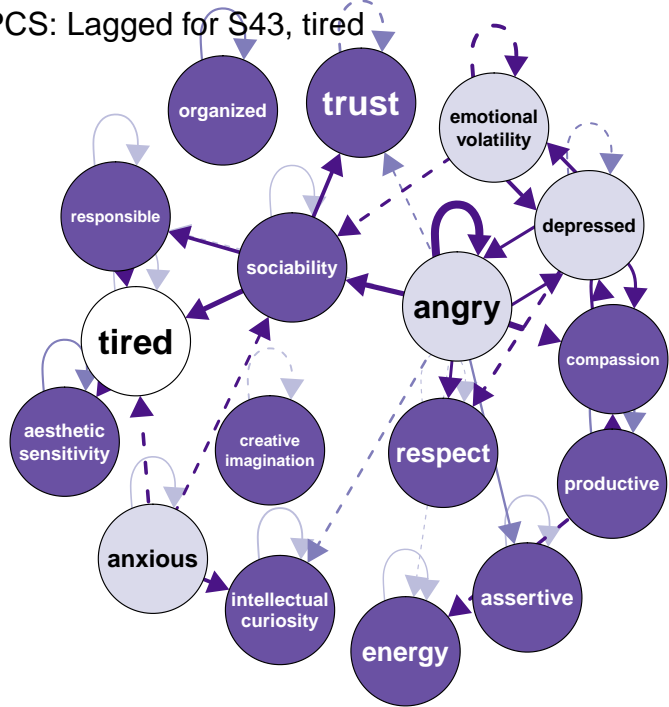 PCS: Lagged for S43, tired
organized
trust
emotional
volatility
responsible
depressed
sociability
angry
tired
compassion
aesthetic
sensitivity
creative
imagination
respect
productive
anxious
intellectual
curiosity
assertive
energy